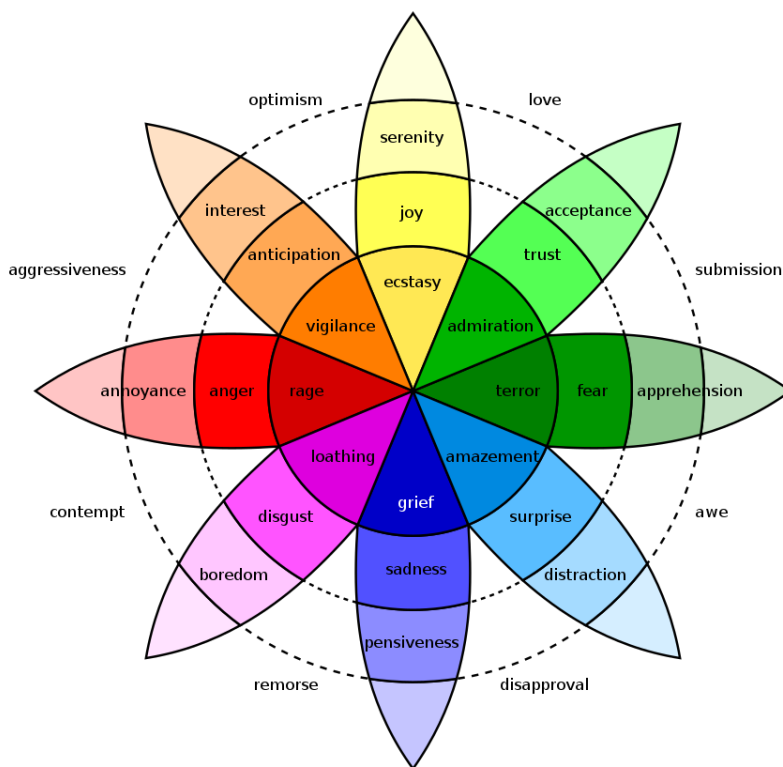 optimism
love
serenity
interest
joy
acceptance
anticipation
trust
aggressiveness
submission
ecstasy
vigilance
admiration
annoyance
anger
rage
terror
fear
apprehension
loathing
amazement
grief
contempt
disgust
surprise
awe
boredom
sadness
distraction
pensiveness
remorse
disapproval